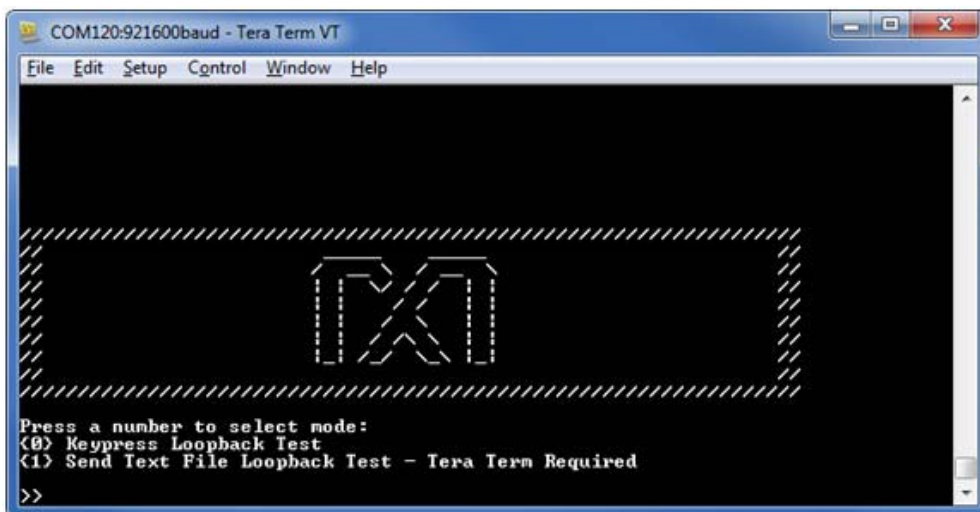 COM120:921600baud - Tera Term VT
File Edit Setup Control Window Help
Press a number to select mode:
(0) Keypress Loopback Test
(1) Send Text File Loopback Test - Tera Term Required
>>